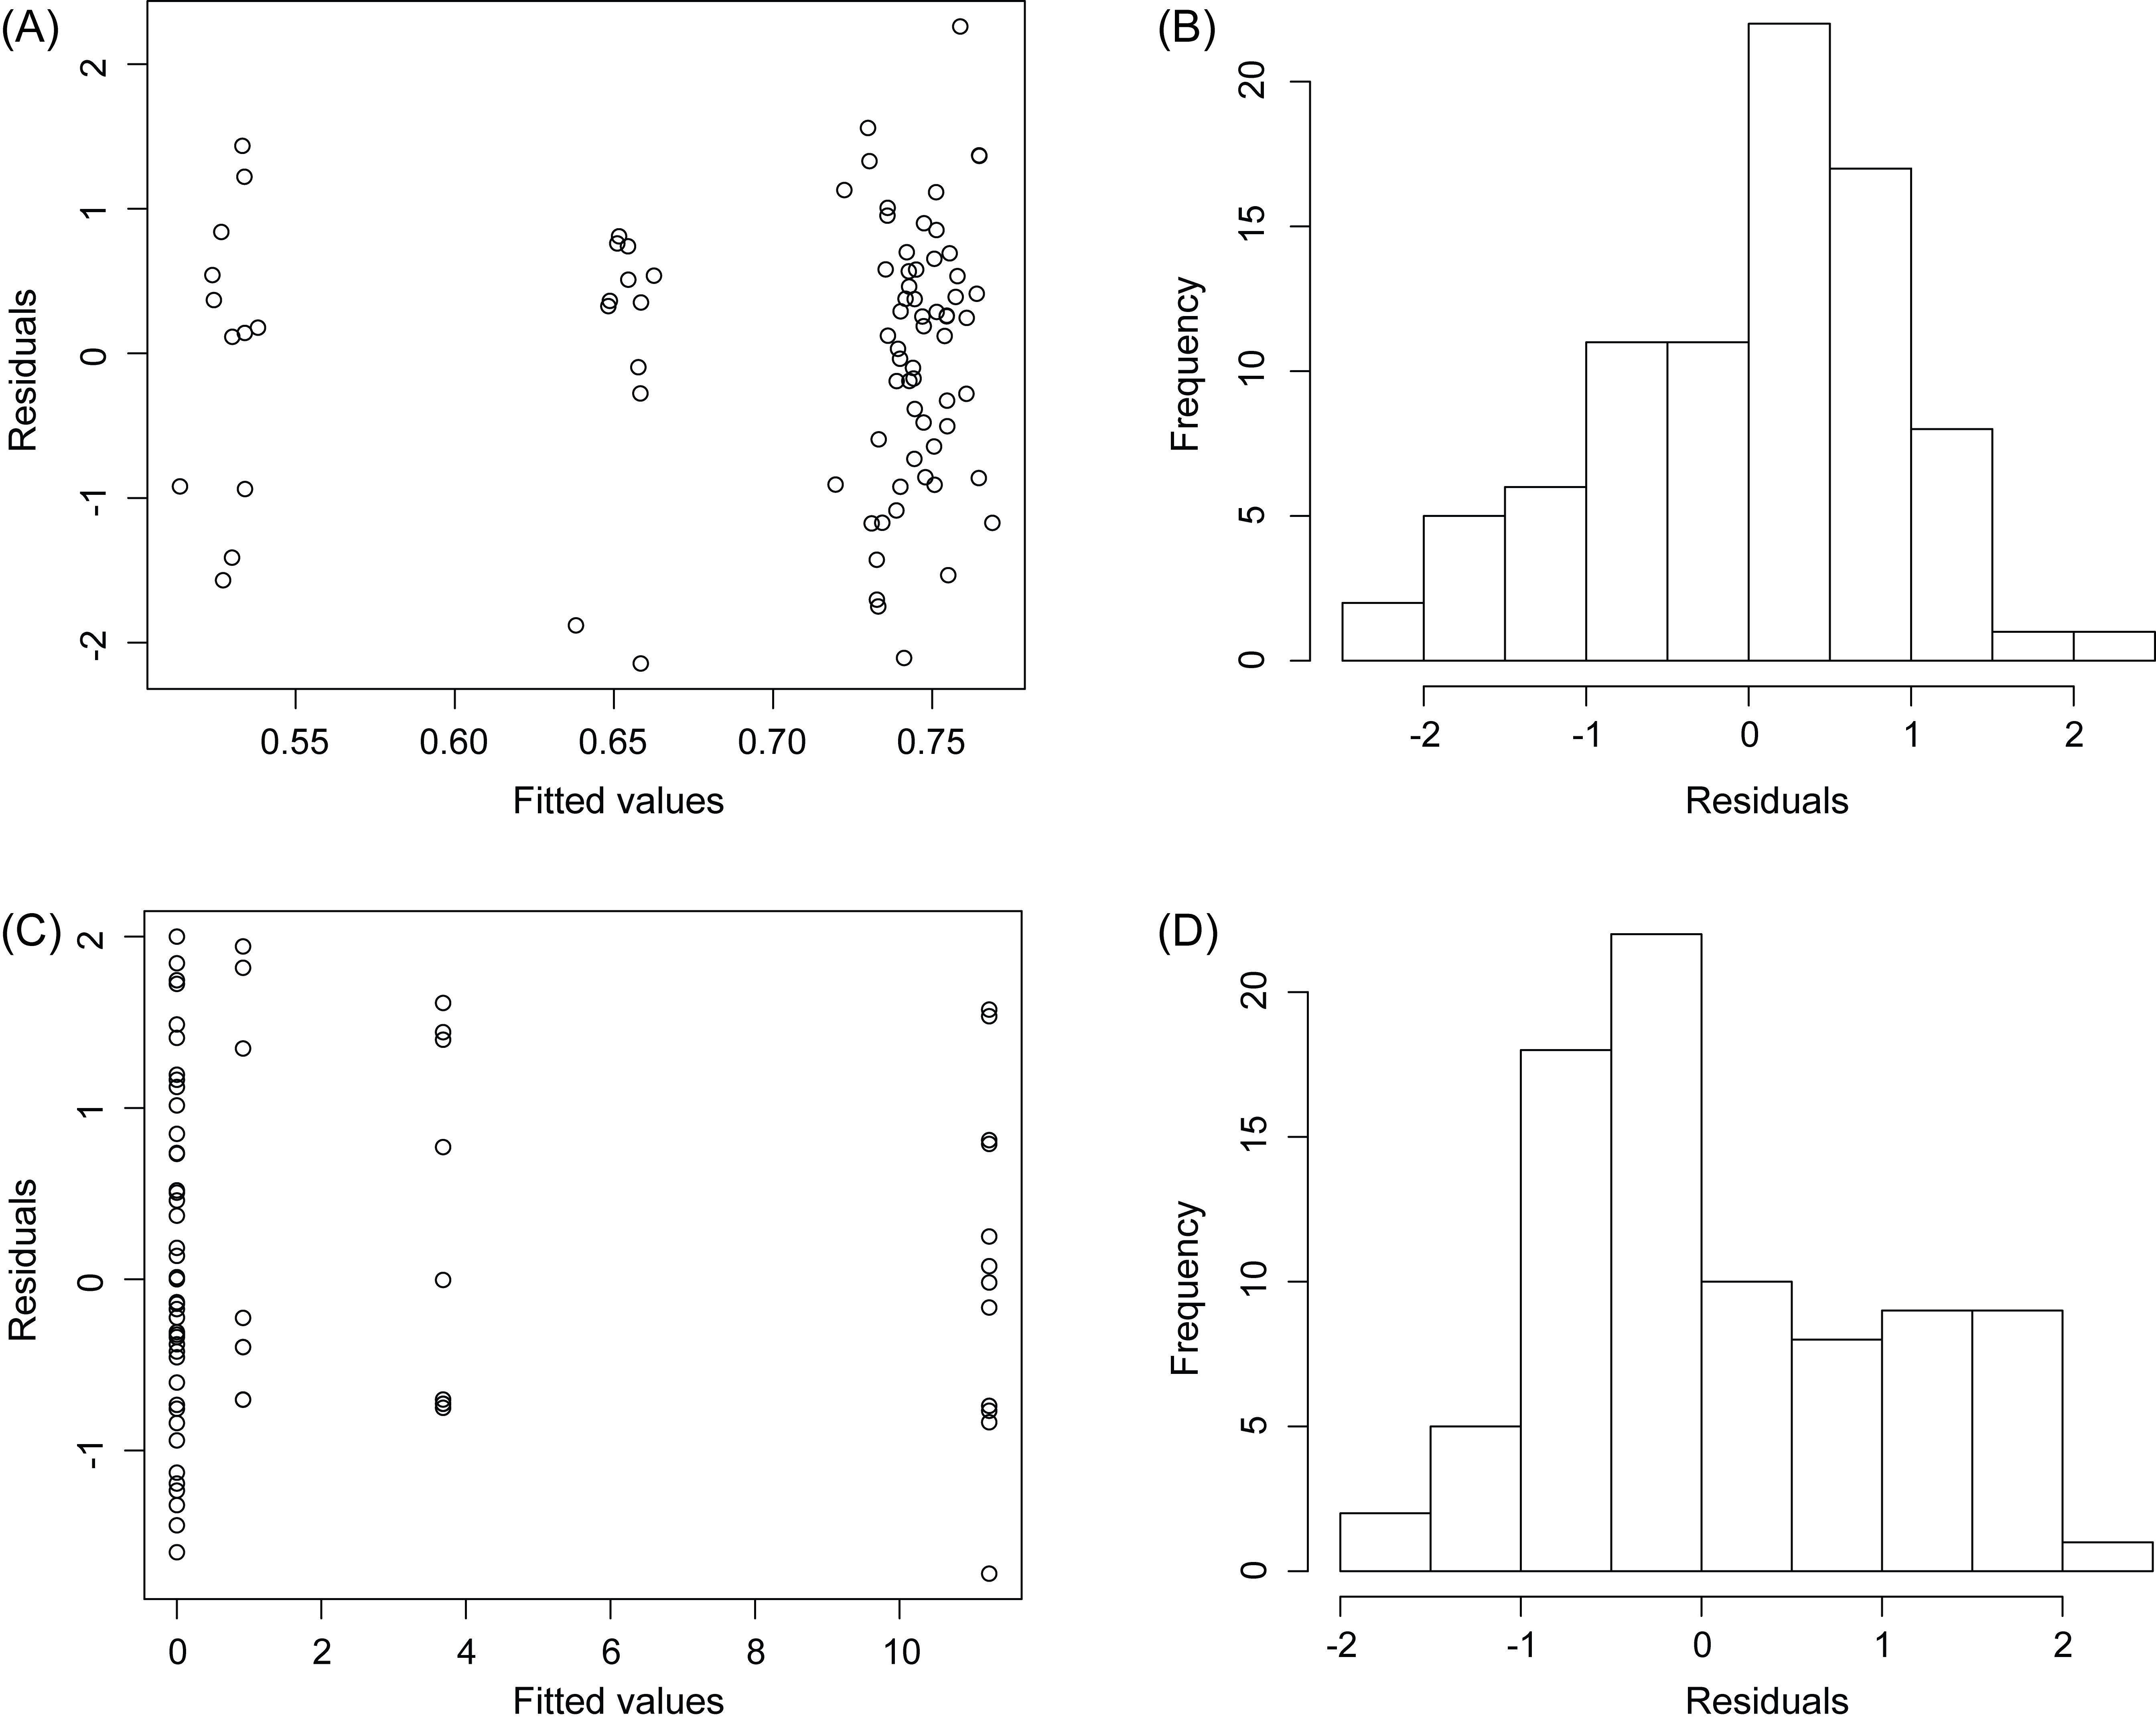 (A)
Residuals
2
1
0
-1
-2
0.55 0.60 0.65 0.70 0.75
Fitted values
(B)
Frequency
20
15
10
5
0
-2 -1 0 1 2
Residuals
(C)
Residuals
2
1
0
-1
0 2 4 6 8 10
Fitted values
(D)
Frequency
20
15
10
5
0
-2 -1 0 1 2
Residuals